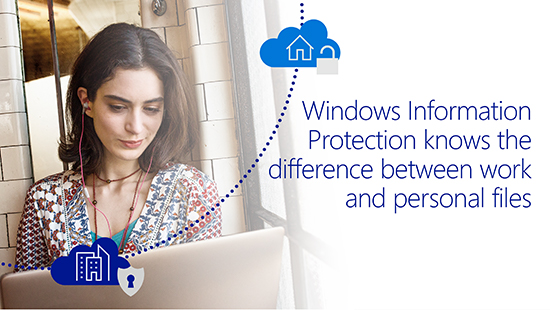 Windows Information
Protection knows the
difference between work
and personal files